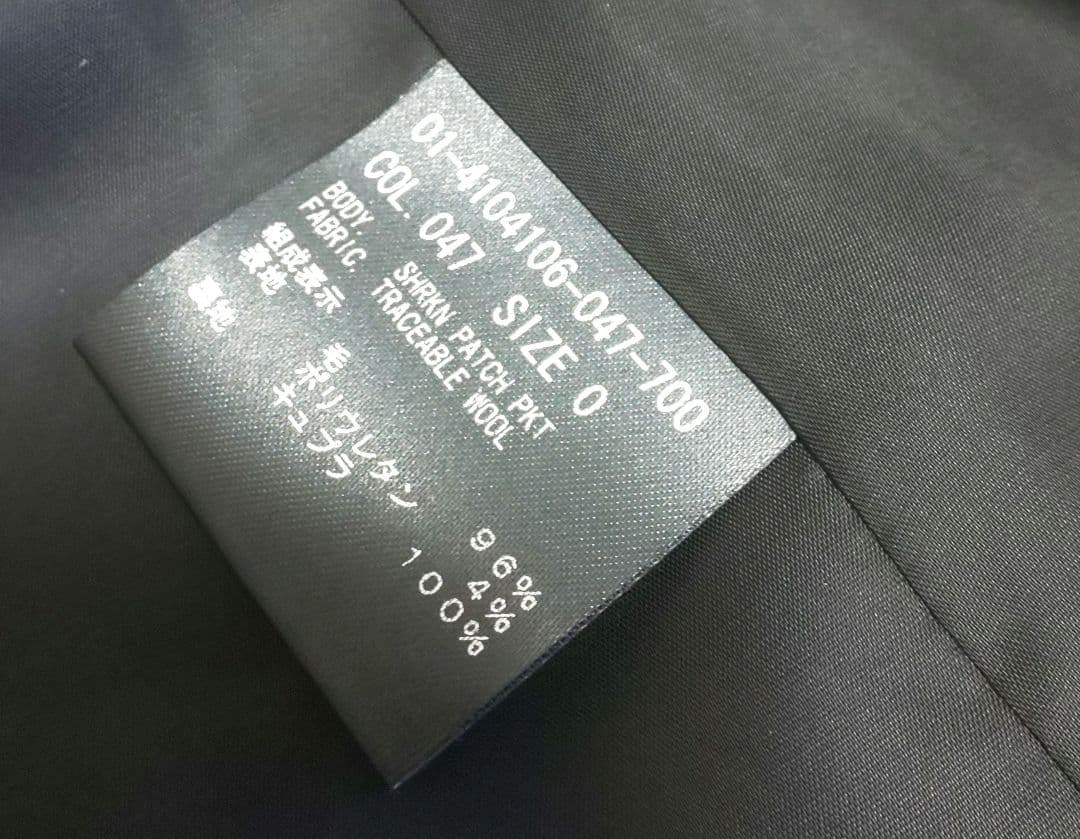 01-4104106-047-700
COL. 047 SIZE 0
BODY. SHRKN PATCH PKT
FABRIC. TRACEABLE WOOL
組成表示
表地 毛 96%
ポリウレタン 4%
裏地 キュプラ 100%